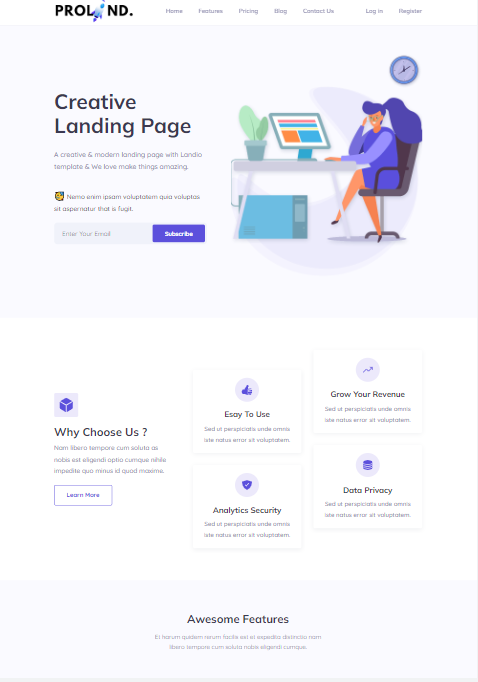 PROLAND.
Home Features Pricing Blog Contact Us Log in Register
Creative
Landing Page
A creative & modern landing page with Landio
template & We love make things amazing.
Nemo enim ipsam voluptatem quia voluptas
sit aspernatur that is fugit.
Enter Your Email Subscribe
Why Choose Us ?
Nam libero tempore cum soluta as
nobis est eligendi optio cumque nihile
impedite quo minus id quod maxime.
Learn More
Esay To Use
Sed ut perspiciatis unde omnis
iste natus error sit voluptatem.
Grow Your Revenue
Sed ut perspiciatis unde omnis
iste natus error sit voluptatem.
Analytics Security
Sed ut perspiciatis unde omnis
iste natus error sit voluptatem.
Data Privacy
Sed ut perspiciatis unde omnis
iste natus error sit voluptatem.
Awesome Features
Et harum quidem rerum facilis est et expedita distinctio nam
libero tempore cum soluta nobis eligendi cumque.